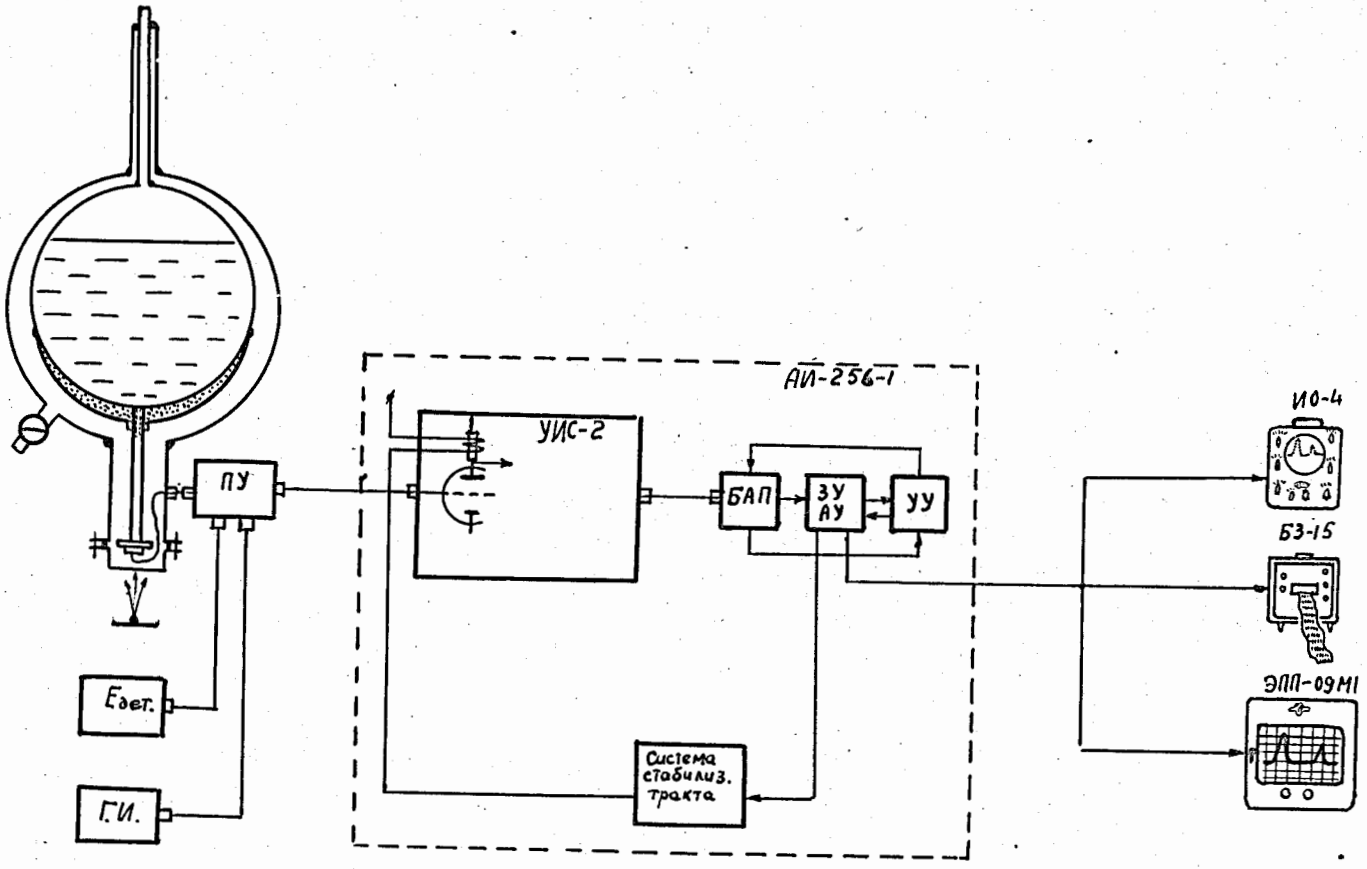 АИ-256-1
УИС-2
ИО-4
ПУ
БАП
ЗУ
АУ
УУ
БЗ-15
Едет.
ЭПП-09М1
Система
стабилиз.
тракта
Г.И.